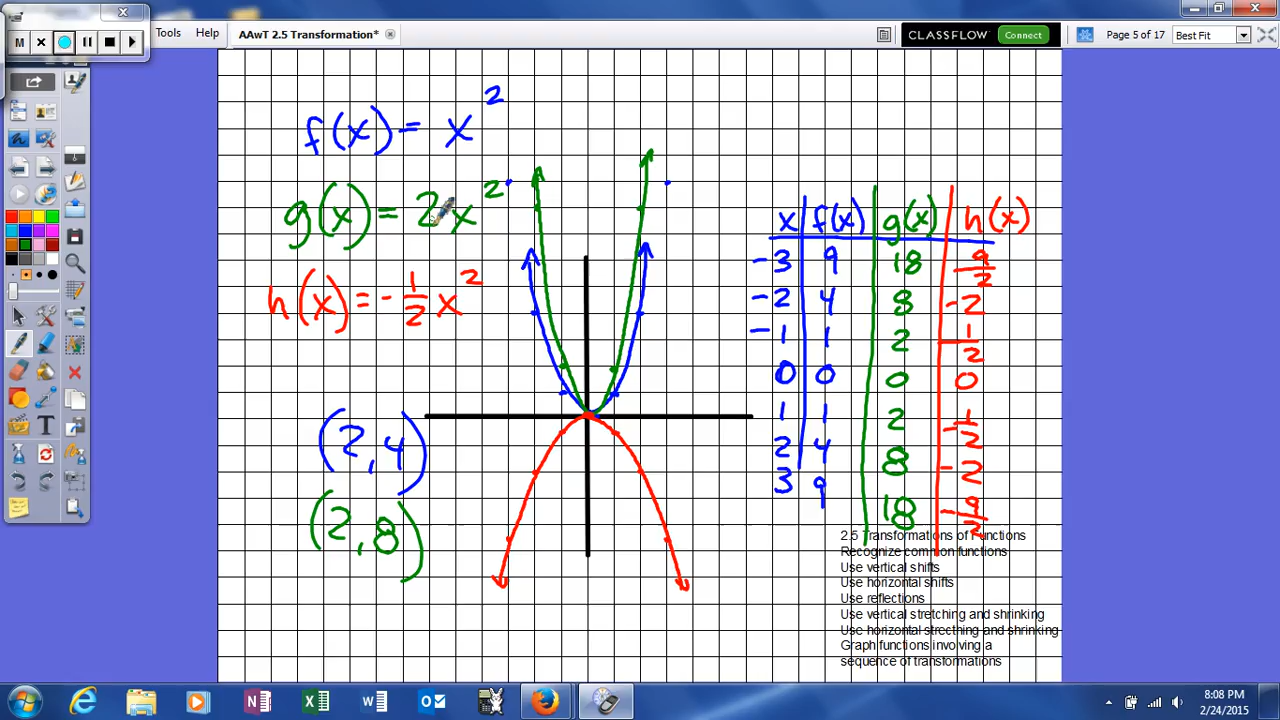 M
Tools Help
AAwT 2.5 Transformation*
CLASSFLOW Connect
Page 5 of 17
Best Fit
f(x) = x²
g(x) = 2x²
h(x) = -1/2 x²
(2,4)
(2,8)
x f(x) g(x) h(x)
-3 9 18 -9/2
-2 4 8 -2
-1 1 2 -1/2
0 0 0 0
1 1 2 -1/2
2 4 8 -2
3 9 18 -9/2
2.5 Transformations of Functions
Recognize common functions
Use vertical shifts
Use horizontal shifts
Use reflections
Use vertical stretching and shrinking
Use horizontal strecthing and shrinking
Graph functions involving a
sequence of transformations
8:08 PM
2/24/2015